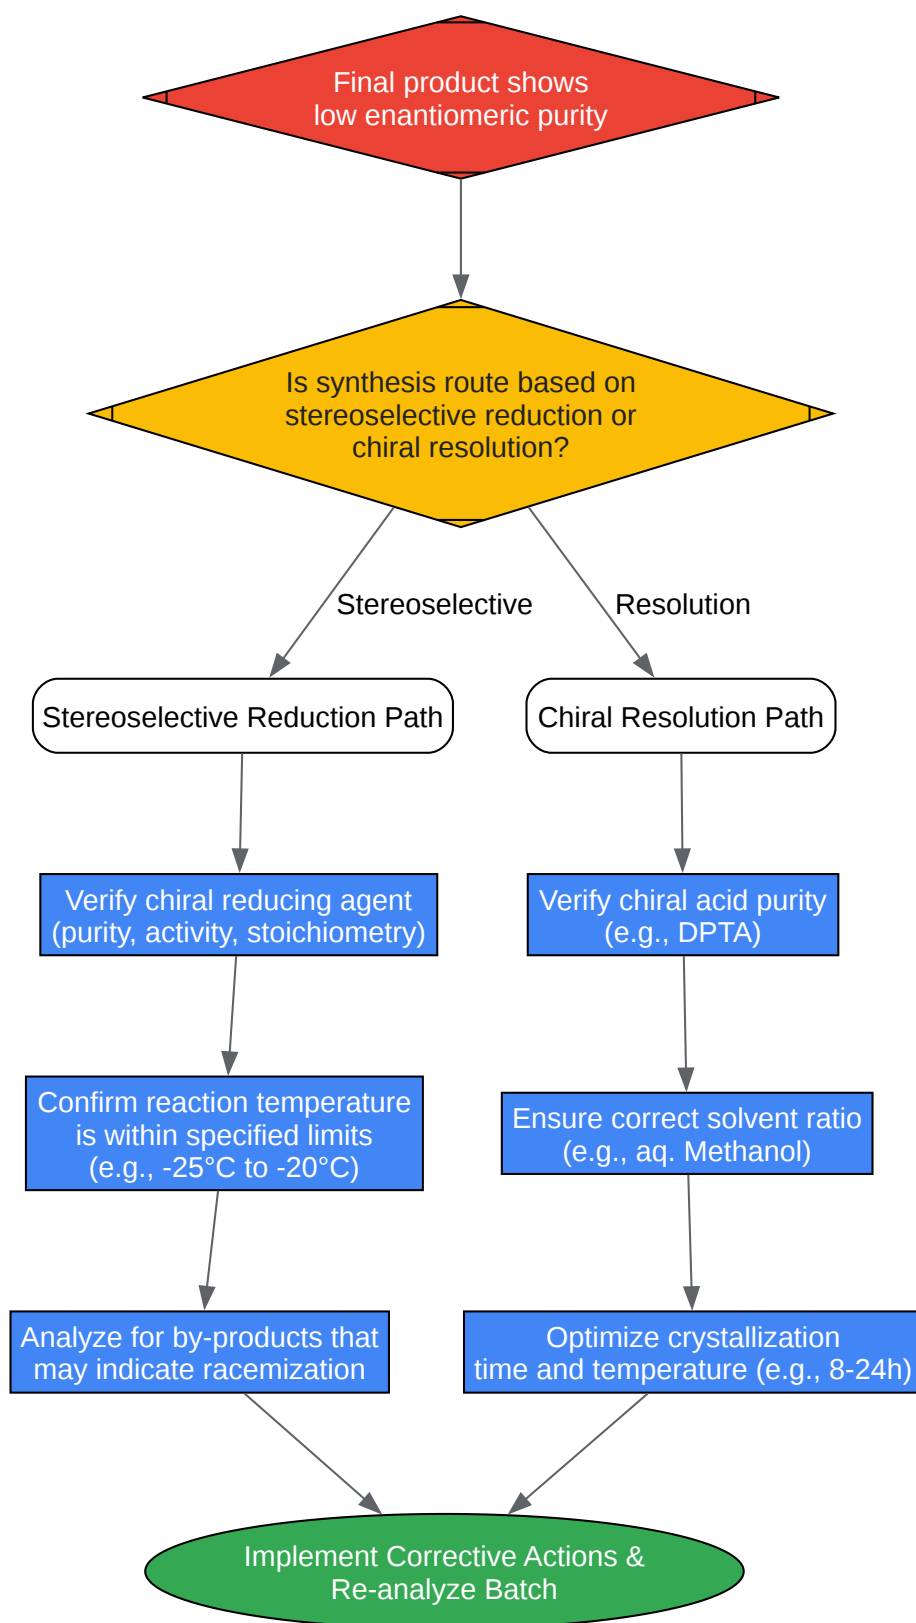 Final product shows
low enantiomeric purity
Is synthesis route based on
stereoselective reduction or
chiral resolution?
Stereoselective
Resolution
Stereoselective Reduction Path
Chiral Resolution Path
Verify chiral reducing agent
(purity, activity, stoichiometry)
Verify chiral acid purity
(e.g., DPTA)
Confirm reaction temperature
is within specified limits
(e.g., -25°C to -20°C)
Ensure correct solvent ratio
(e.g., aq. Methanol)
Analyze for by-products that
may indicate racemization
Optimize crystallization
time and temperature (e.g., 8-24h)
Implement Corrective Actions &
Re-analyze Batch